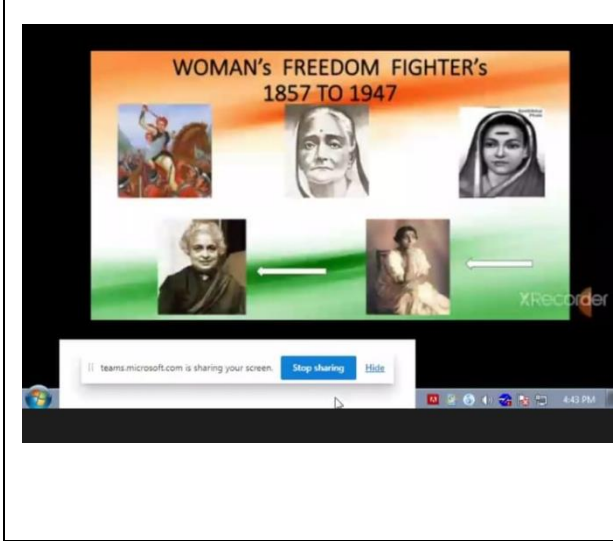 WOMAN's FREEDOM FIGHTER's
1857 TO 1947
XRecorder
teams.microsoft.com is sharing your screen.
Stop sharing
Hide
4:43 PM